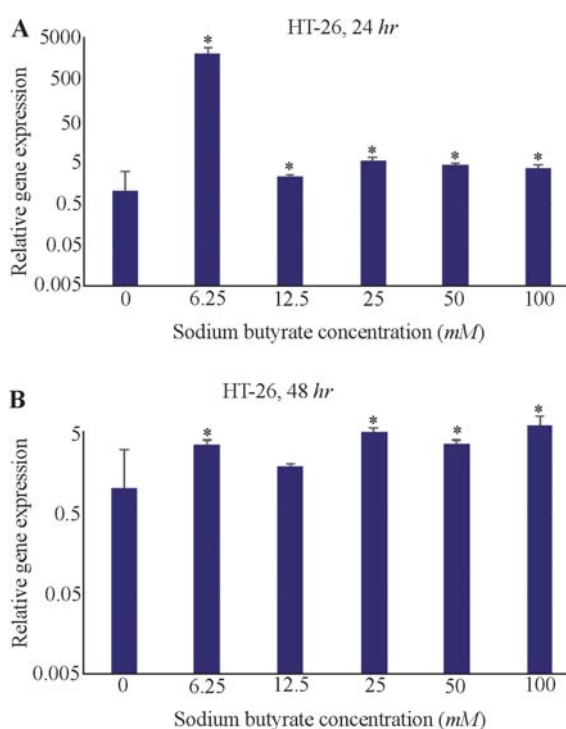 A
HT-26, 24 hr
Relative gene expression
5000
500
50
5
0.5
0.05
0.005
* * * * *
0 6.25 12.5 25 50 100
Sodium butyrate concentration (mM)
B
HT-26, 48 hr
Relative gene expression
5
0.5
0.05
0.005
* * * *
0 6.25 12.5 25 50 100
Sodium butyrate concentration (mM)